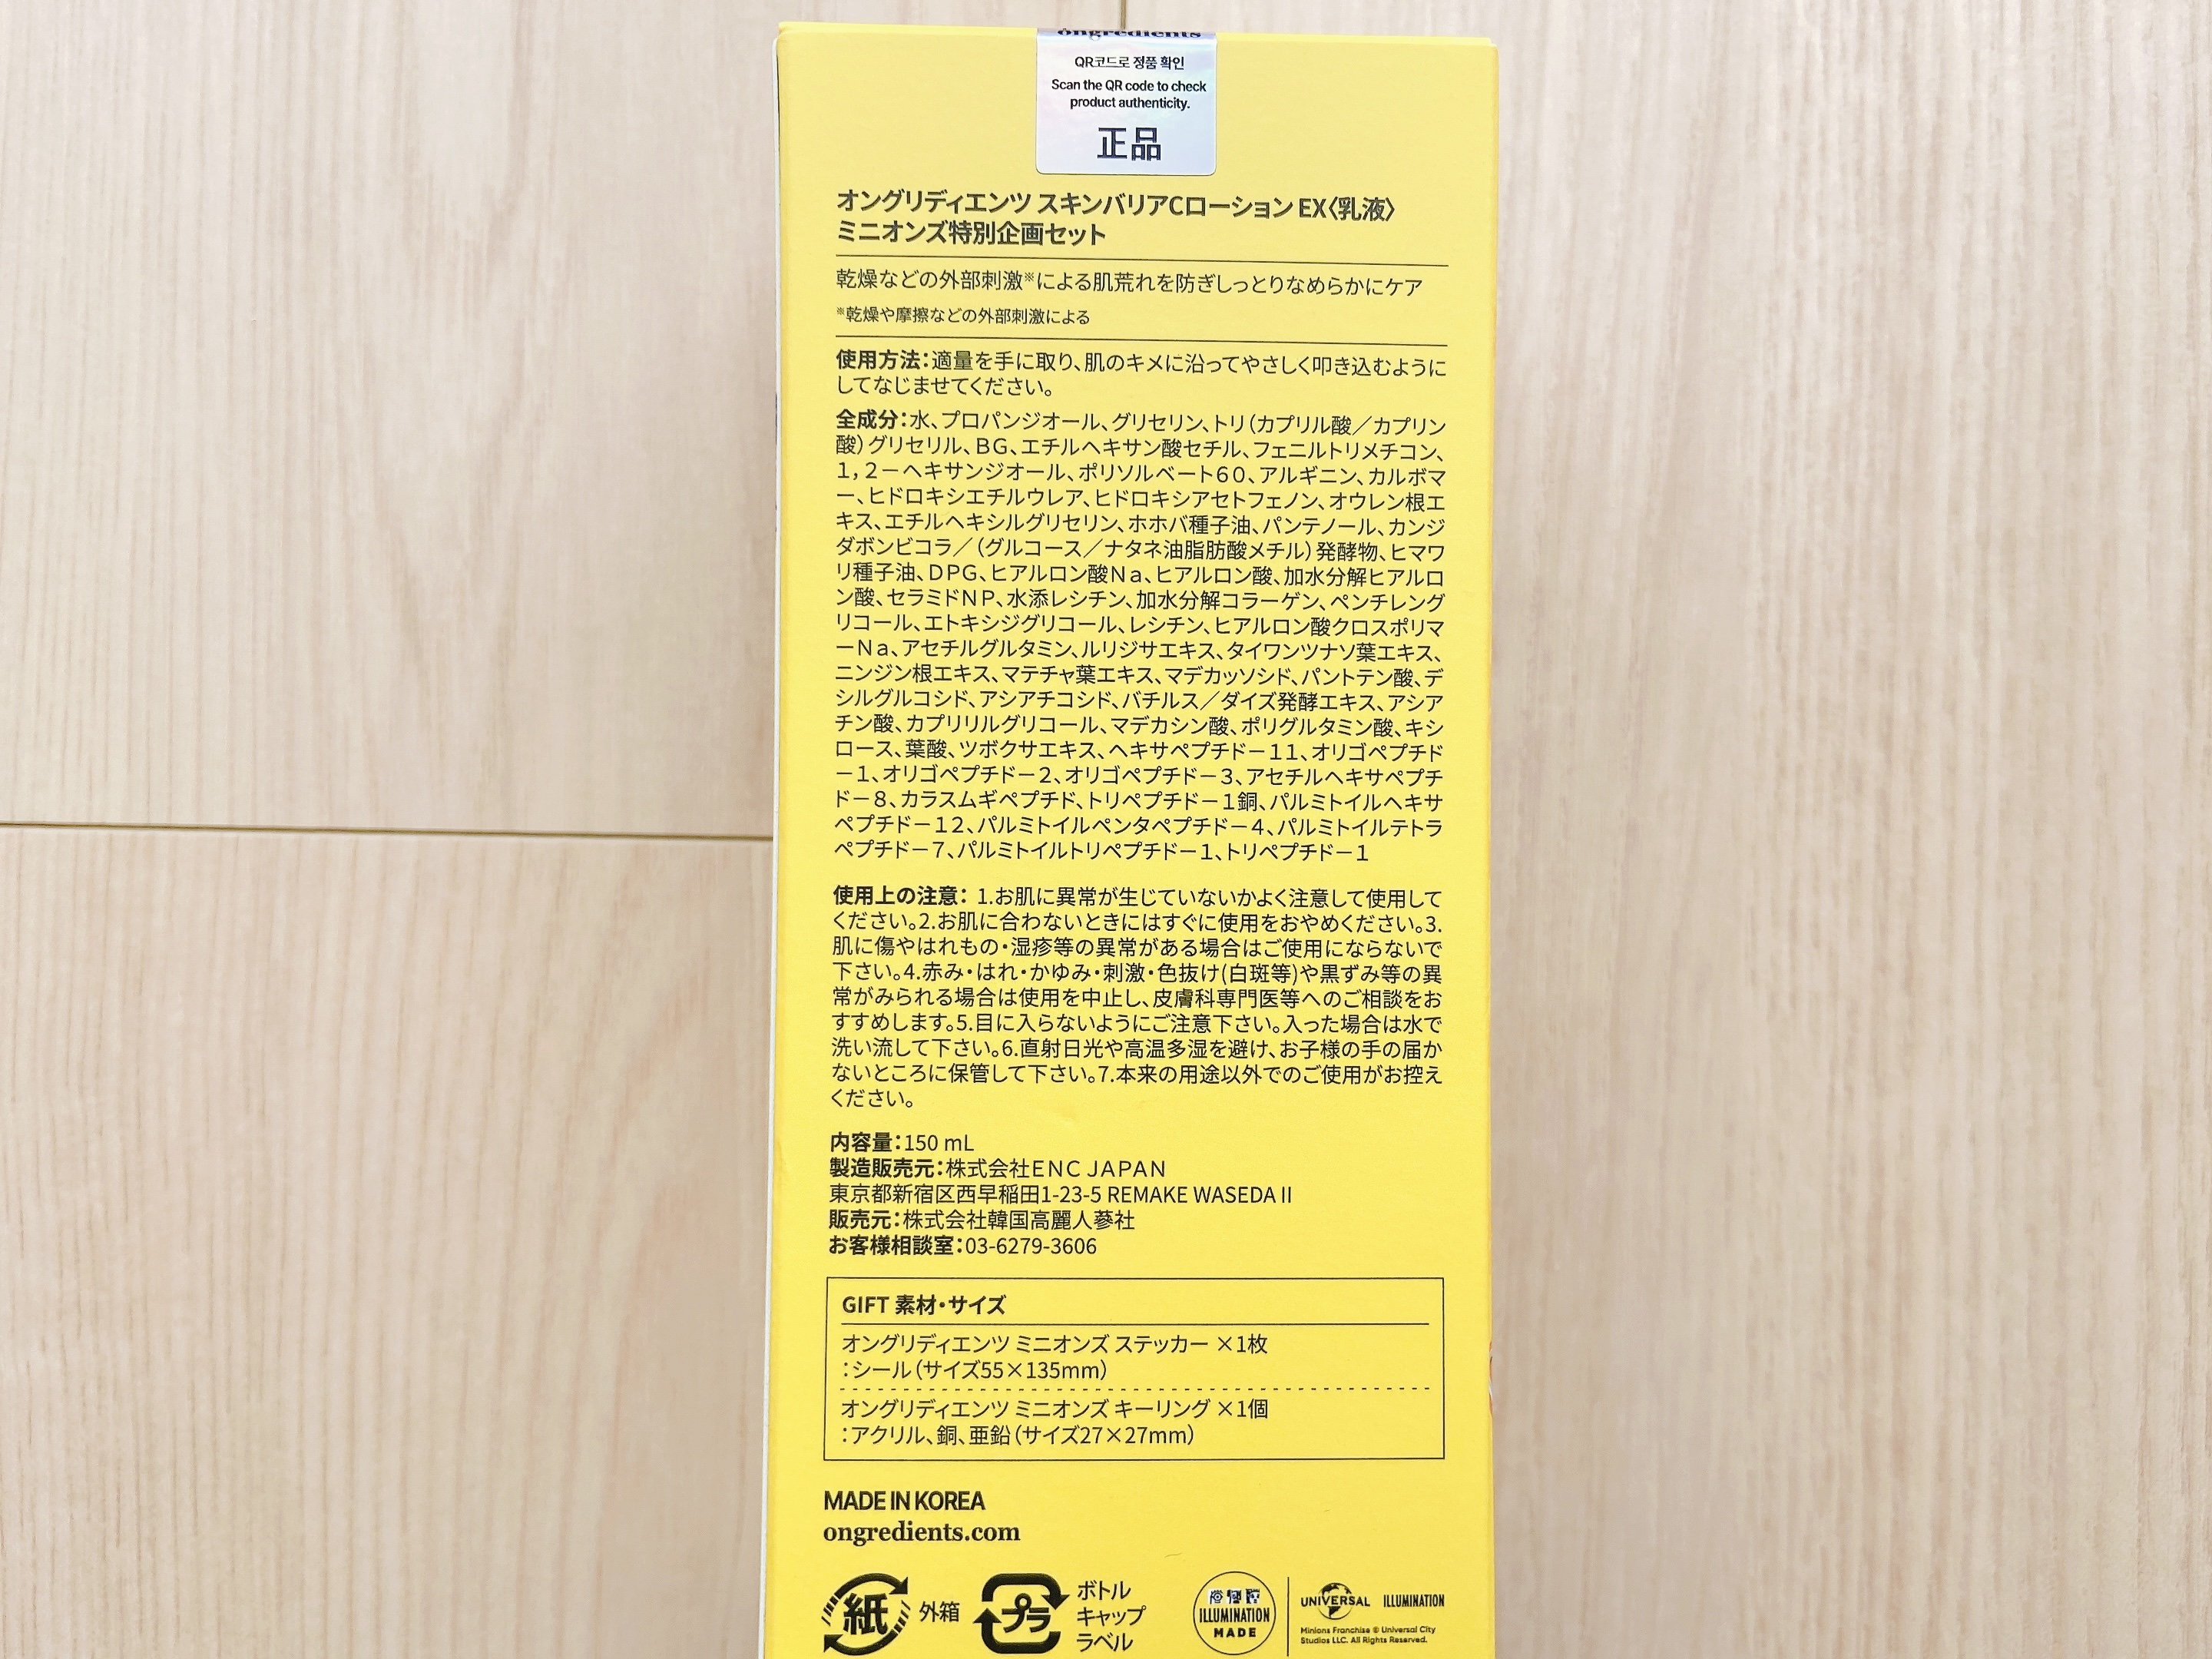 ongredients
QR코드로 정품 확인
Scan the QR code to check
product authenticity.
正品
オングリディエンツ スキンバリアCローション EX〈乳液〉
ミニオンズ特別企画セット
乾燥などの外部刺激※による肌荒れを防ぎしっとりなめらかにケア
※乾燥や摩擦などの外部刺激による
使用方法：適量を手に取り、肌のキメに沿ってやさしく叩き込むように
してなじませてください。
全成分：水、プロパンジオール、グリセリン、トリ（カプリル酸／カプリン
酸）グリセリル、BG、エチルヘキサン酸セチル、フェニルトリメチコン、
1，2－ヘキサンジオール、ポリソルベート60、アルギニン、カルボマ
ー、ヒドロキシエチルウレア、ヒドロキシアセトフェノン、オウレン根エ
キス、エチルヘキシルグリセリン、ホホバ種子油、パンテノール、カンジ
ダボンビコラ／（グルコース／ナタネ油脂肪酸メチル）発酵物、ヒマワ
リ種子油、DPG、ヒアルロン酸Na、ヒアルロン酸、加水分解ヒアルロ
ン酸、セラミドNP、水添レシチン、加水分解コラーゲン、ペンチレング
リコール、エトキシジグリコール、レシチン、ヒアルロン酸クロスポリマ
ーNa、アセチルグルタミン、ルリジサエキス、タイワンツナソ葉エキス、
ニンジン根エキス、マテチャ葉エキス、マデカッソシド、パントテン酸、デ
シルグルコシド、アシアチコシド、バチルス／ダイズ発酵エキス、アシア
チン酸、カプリリルグリコール、マデカシン酸、ポリグルタミン酸、キシ
ロース、葉酸、ツボクサエキス、ヘキサペプチド－11、オリゴペプチド
－1、オリゴペプチド－2、オリゴペプチド－3、アセチルヘキサペプチ
ド－8、カラスムギペプチド、トリペプチド－1銅、パルミトイルヘキサ
ペプチド－12、パルミトイルペンタペプチド－4、パルミトイルテトラ
ペプチド－7、パルミトイルトリペプチド－1、トリペプチド－1
使用上の注意： 1.お肌に異常が生じていないかよく注意して使用して
ください。2.お肌に合わないときにはすぐに使用をおやめください。3.
肌に傷やはれもの・湿疹等の異常がある場合はご使用にならないで
下さい。4.赤み・はれ・かゆみ・刺激・色抜け(白斑等)や黒ずみ等の異
常がみられる場合は使用を中止し、皮膚科専門医等へのご相談をお
すすめします。5.目に入らないようにご注意下さい。入った場合は水で
洗い流して下さい。6.直射日光や高温多湿を避け、お子様の手の届か
ないところに保管して下さい。7.本来の用途以外でのご使用がお控え
ください。
内容量：150 mL
製造販売元：株式会社ENC JAPAN
東京都新宿区西早稲田1-23-5 REMAKE WASEDA II
販売元：株式会社韓国高麗人蔘社
お客様相談室：03-6279-3606
GIFT 素材・サイズ
オングリディエンツ ミニオンズ ステッカー ×1枚
：シール（サイズ55×135mm）
オングリディエンツ ミニオンズ キーリング ×1個
：アクリル、銅、亜鉛（サイズ27×27mm）
MADE IN KOREA
ongredients.com
紙 外箱
プラ
ボトル
キャップ
ラベル
ILLUMINATION
MADE
UNIVERSAL ILLUMINATION
Minions Franchise © Universal City
Studios LLC. All Rights Reserved.